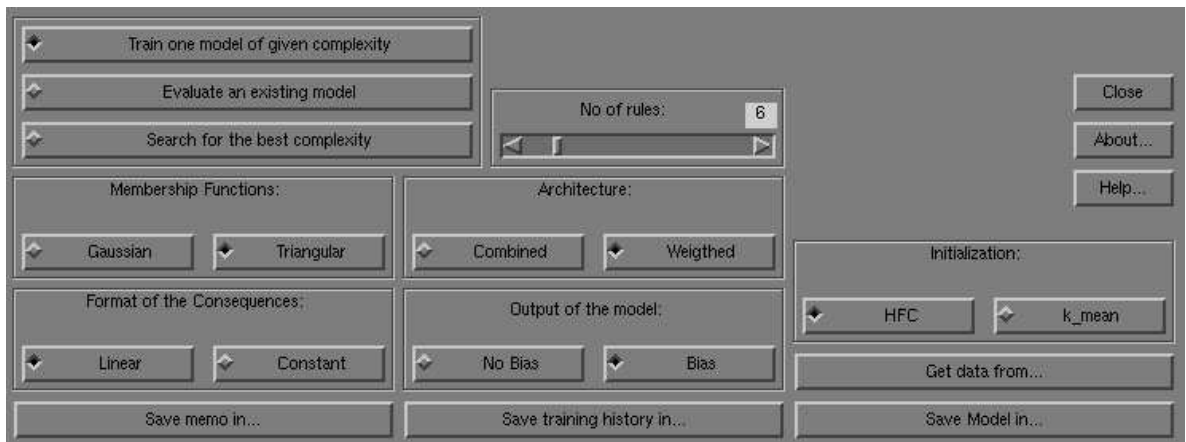 Train one model of given complexity
Evaluate an existing model
Search for the best complexity
No of rules: 6
Close
About...
Help...
Membership Functions:
Gaussian Triangular
Architecture:
Combined Weigthed
Initialization:
HFC k_mean
Format of the Consequences:
Linear Constant
Output of the model:
No Bias Bias
Get data from...
Save memo in...
Save training history in...
Save Model in...